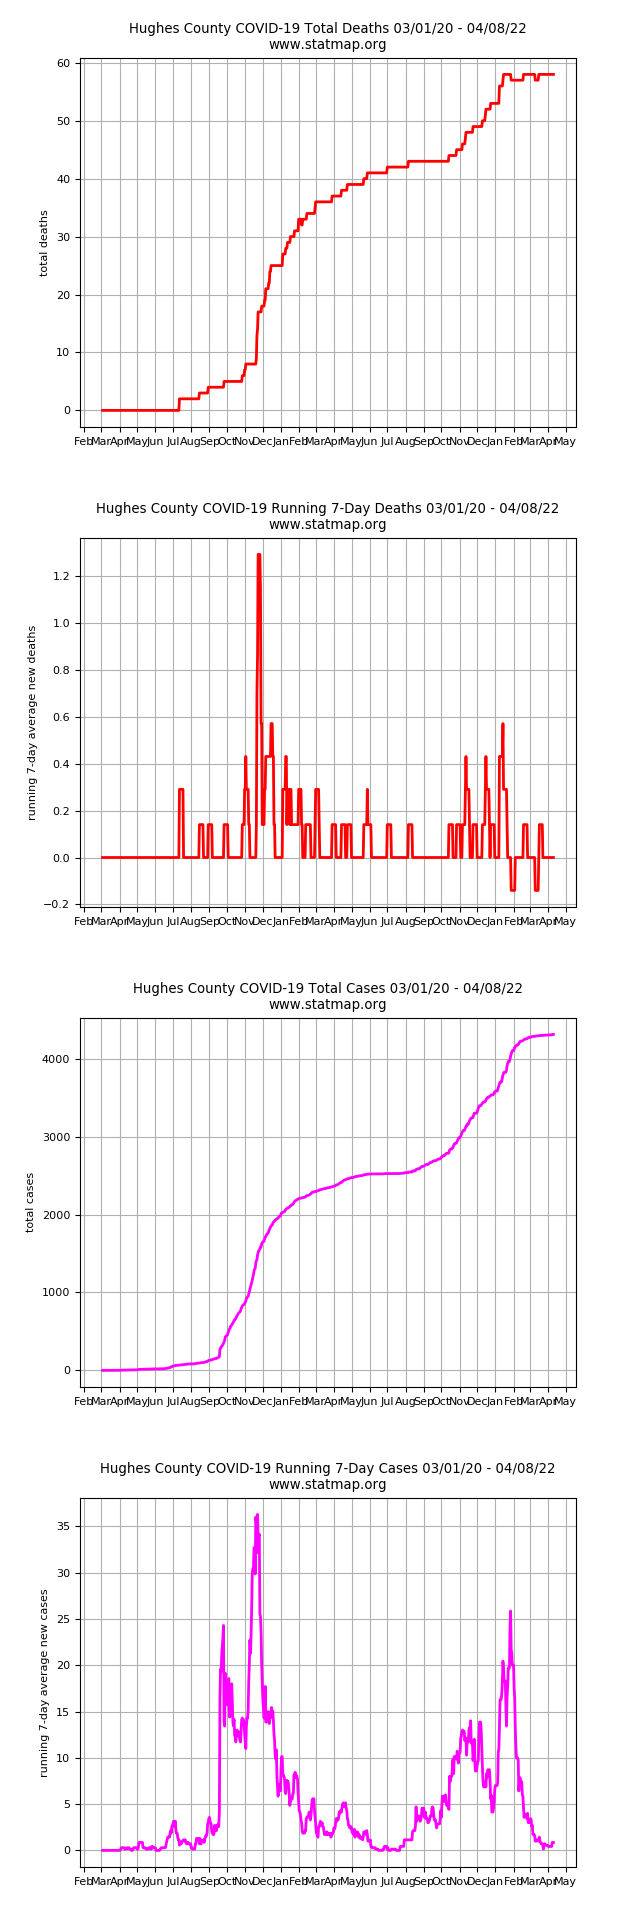 Hughes County COVID-19 Total Deaths 03/01/20 - 04/08/22
www.statmap.org
60
50
40
30
20
10
0
total deaths
Feb Mar Apr May Jun Jul Aug Sep Oct Nov Dec Jan Feb Mar Apr May Jun Jul Aug Sep Oct Nov Dec Jan Feb Mar Apr May
Hughes County COVID-19 Running 7-Day Deaths 03/01/20 - 04/08/22
www.statmap.org
1.2
1.0
0.8
0.6
0.4
0.2
0.0
−0.2
running 7-day average new deaths
Feb Mar Apr May Jun Jul Aug Sep Oct Nov Dec Jan Feb Mar Apr May Jun Jul Aug Sep Oct Nov Dec Jan Feb Mar Apr May
Hughes County COVID-19 Total Cases 03/01/20 - 04/08/22
www.statmap.org
4000
3000
2000
1000
0
total cases
Feb Mar Apr May Jun Jul Aug Sep Oct Nov Dec Jan Feb Mar Apr May Jun Jul Aug Sep Oct Nov Dec Jan Feb Mar Apr May
Hughes County COVID-19 Running 7-Day Cases 03/01/20 - 04/08/22
www.statmap.org
35
30
25
20
15
10
5
0
running 7-day average new cases
Feb Mar Apr May Jun Jul Aug Sep Oct Nov Dec Jan Feb Mar Apr May Jun Jul Aug Sep Oct Nov Dec Jan Feb Mar Apr May